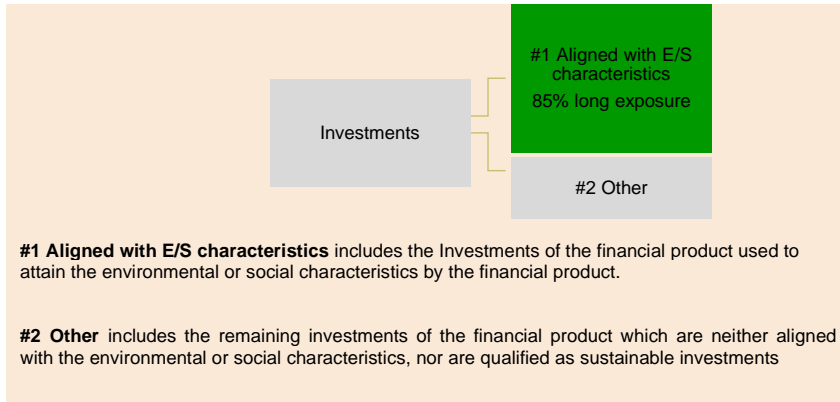 #1 Aligned with E/S
characteristics
85% long exposure
Investments
#2 Other
#1 Aligned with E/S characteristics includes the Investments of the financial product used to
attain the environmental or social characteristics by the financial product.
#2 Other includes the remaining investments of the financial product which are neither aligned
with the environmental or social characteristics, nor are qualified as sustainable investments